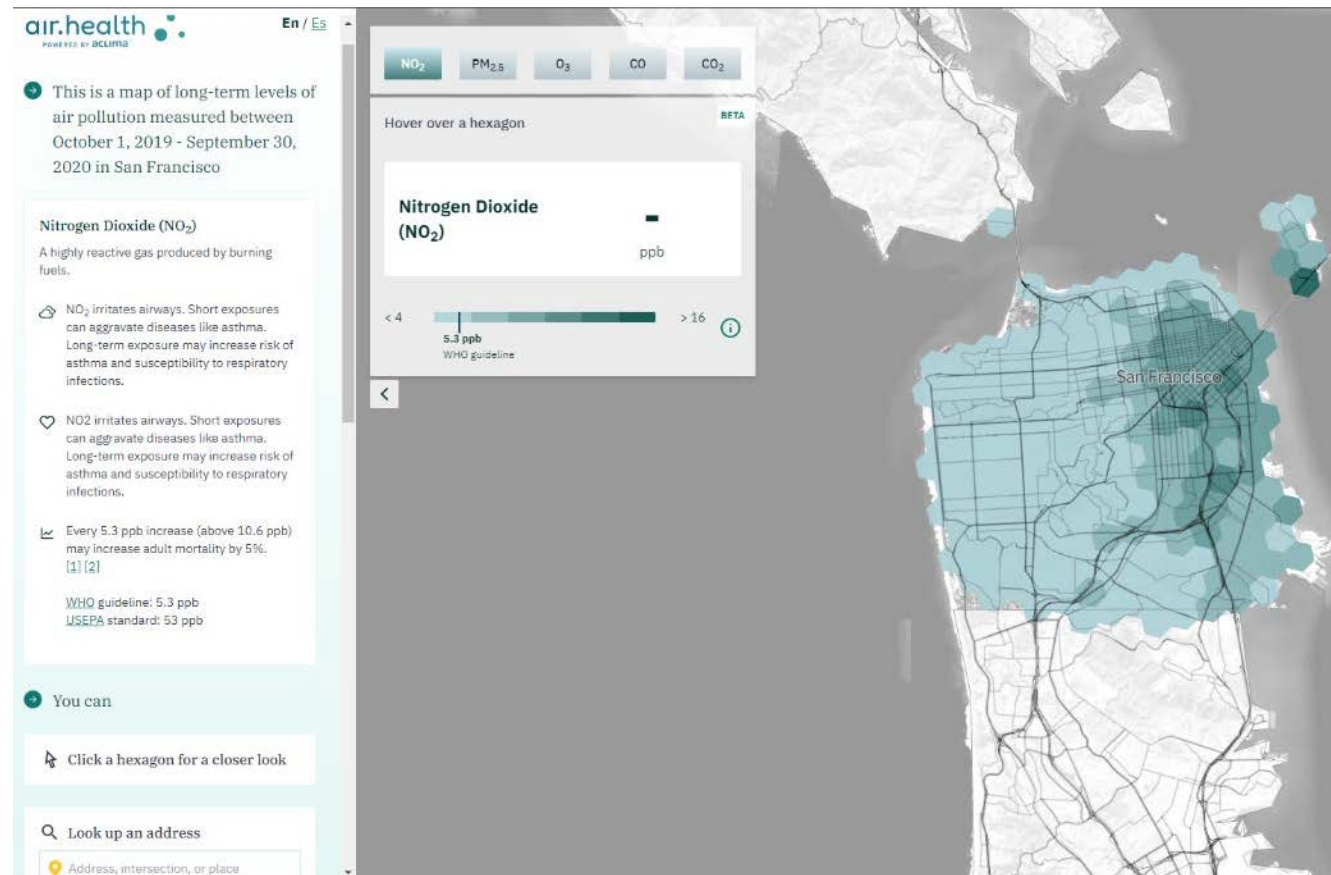 air.health
POWERED BY aclima
En / Es
This is a map of long-term levels of
air pollution measured between
October 1, 2019 - September 30,
2020 in San Francisco
Nitrogen Dioxide (NO₂)
A highly reactive gas produced by burning
fuels.
NO₂ irritates airways. Short exposures
can aggravate diseases like asthma.
Long-term exposure may increase risk of
asthma and susceptibility to respiratory
infections.
NO2 irritates airways. Short exposures
can aggravate diseases like asthma.
Long-term exposure may increase risk of
asthma and susceptibility to respiratory
infections.
Every 5.3 ppb increase (above 10.6 ppb)
may increase adult mortality by 5%.
[1] [2]
WHO guideline: 5.3 ppb
USEPA standard: 53 ppb
You can
Click a hexagon for a closer look
Look up an address
Address, intersection, or place
NO₂ PM₂.₅ O₃ CO CO₂
BETA
Hover over a hexagon
Nitrogen Dioxide
(NO₂)
-
ppb
< 4 > 16
5.3 ppb
WHO guideline
San Francisco